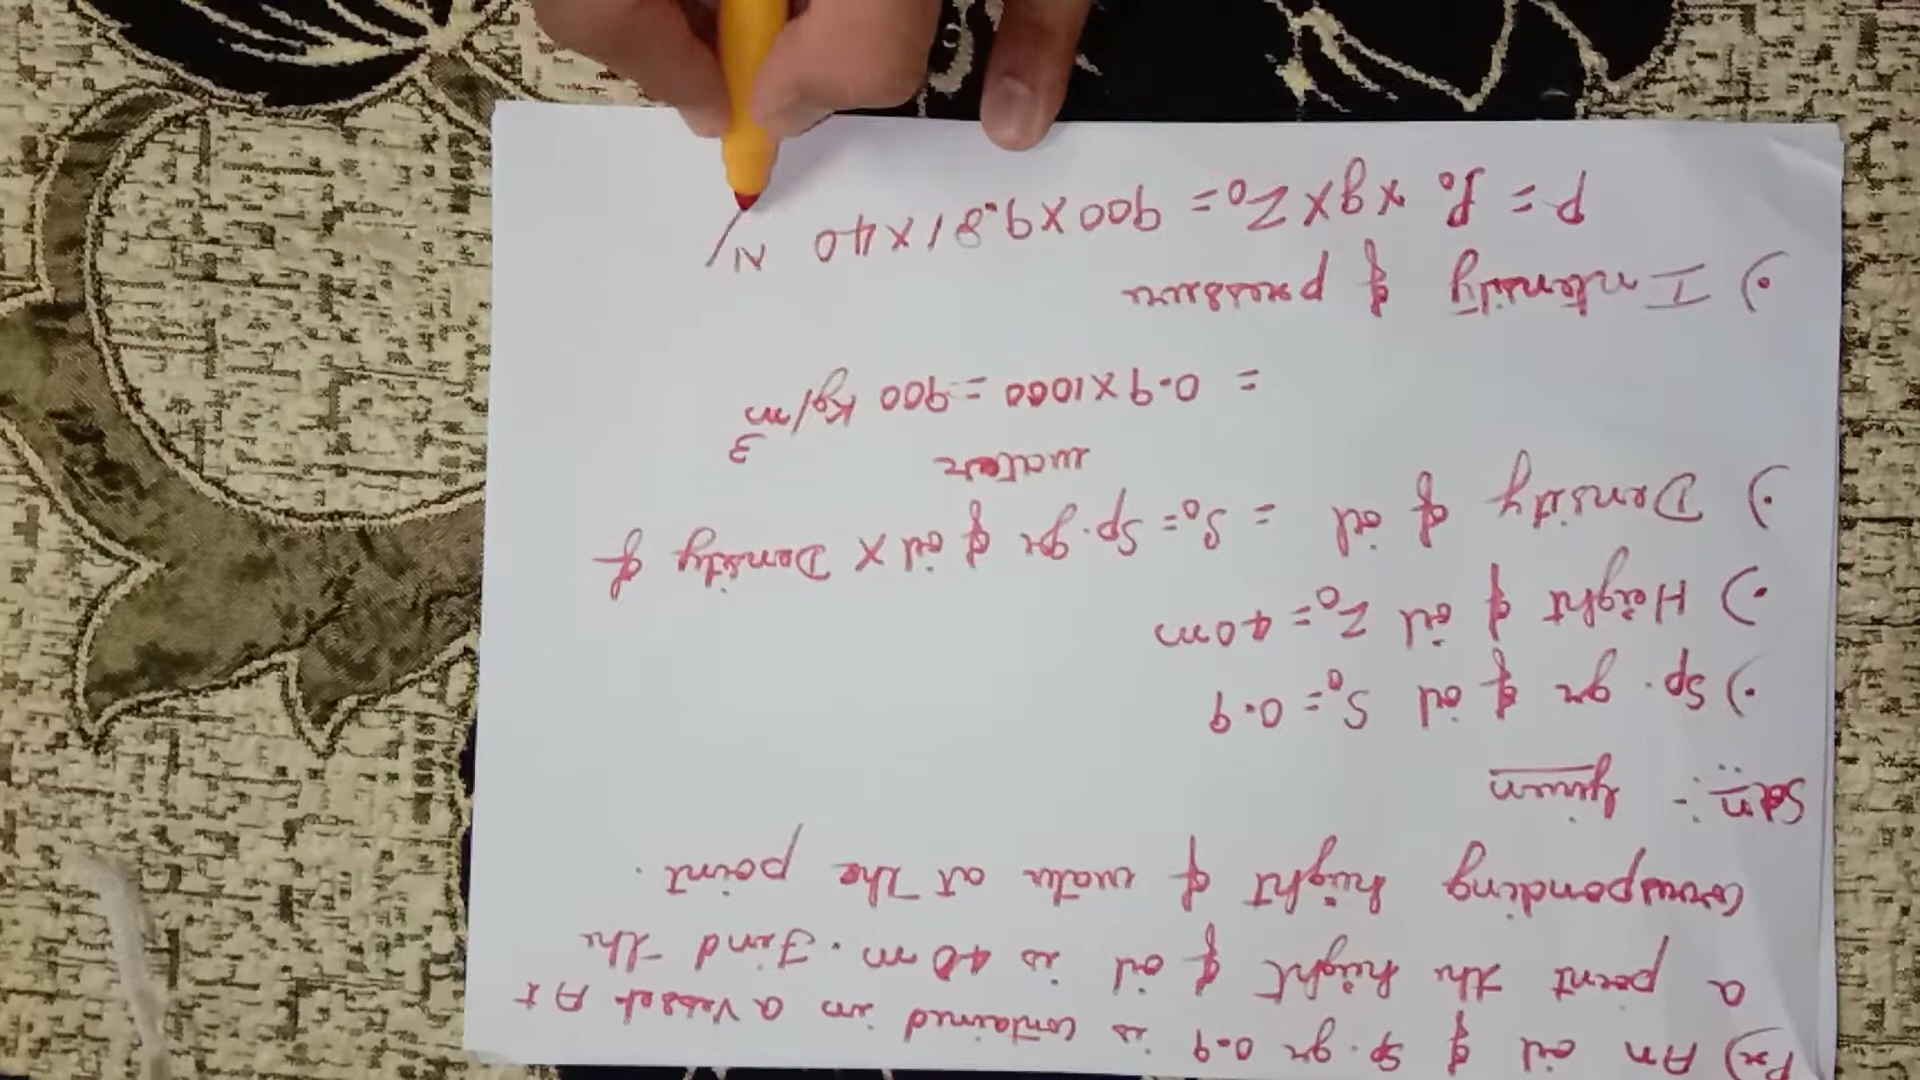 Px) An oil of sp. gr 0.9 is contained in a vessel. At
a point the height of oil is 40 m. Find the
corresponding height of water at the point.
Soln :- Given
•) Sp. gr of oil S₀ = 0.9
•) Height of oil Z₀ = 40m
•) Density of oil = ρ₀ = Sp. gr of oil x Density of
water
= 0.9 x 1000 = 900 Kg/m³
•) Intensity of pressure
P = ρ₀ x g x Z₀ = 900 x 9.81 x 40 N/